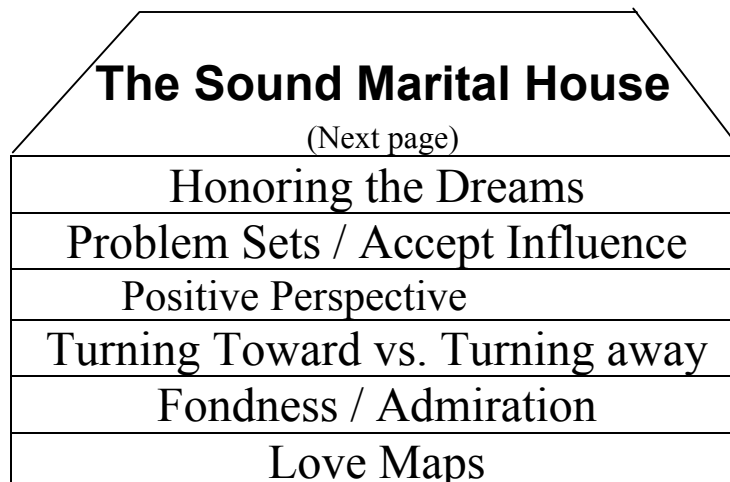 The Sound Marital House
(Next page)
Honoring the Dreams
Problem Sets / Accept Influence
Positive Perspective
Turning Toward vs. Turning away
Fondness / Admiration
Love Maps